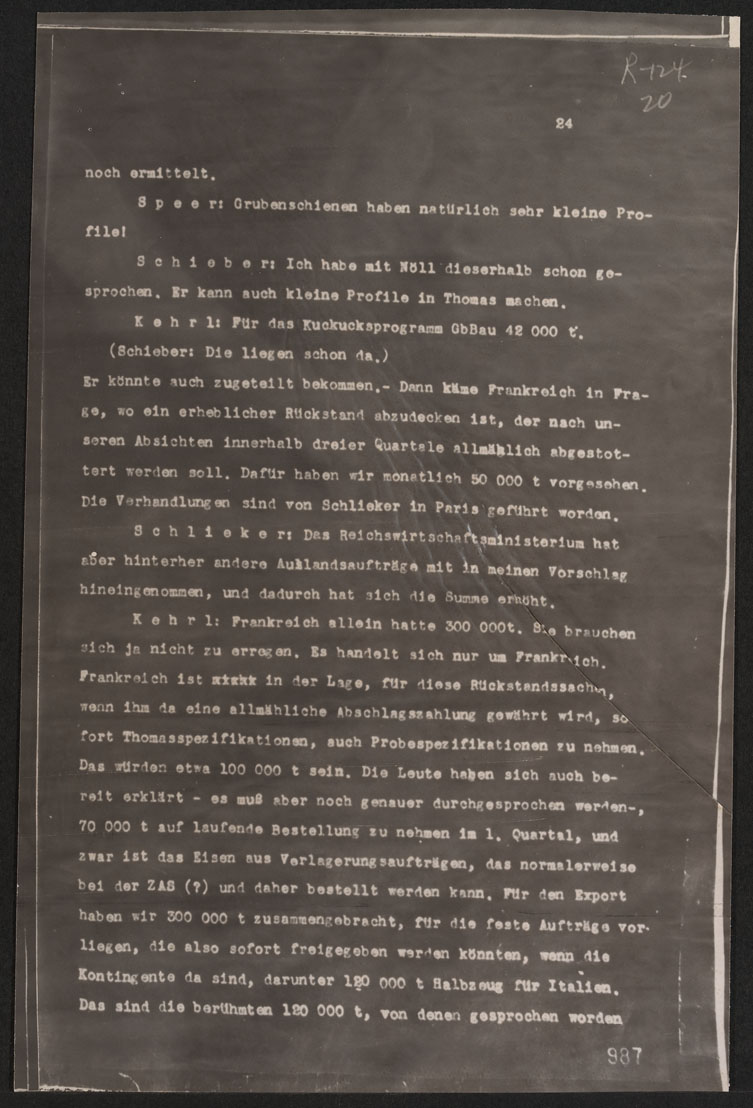 R-124
20
24
noch ermittelt.
S p e e r: Grubenschienen haben natürlich sehr kleine Pro-
file!
S c h i e b e r: Ich habe mit Nöll dieserhalb schon ge-
sprochen. Er kann auch kleine Profile in Thomas machen.
K e h r l: Für das Kuckucksprogramm GbBau 42 000 t.
(Schieber: Die liegen schon da.)
Er könnte auch zugeteilt bekommen.- Dann käme Frankreich in Fra-
ge, wo ein erheblicher Rückstand abzudecken ist, der nach un-
seren Absichten innerhalb dreier Quartale allmählich abgestot-
tert werden soll. Dafür haben wir monatlich 50 000 t vorgesehen.
Die Verhandlungen sind von Schlieker in Paris geführt worden.
S c h l i e k e r: Das Reichswirtschaftsministerium hat
aber hinterher andere Auslandsaufträge mit in meinen Vorschlag
hineingenommen, und dadurch hat sich die Summe erhöht.
K e h r l: Frankreich allein hatte 300 000t. Sie brauchen
sich ja nicht zu erregen. Es handelt sich nur um Frankreich.
Frankreich ist in der Lage, für diese Rückstandssachen,
wenn ihm da eine allmähliche Abschlagszahlung gewährt wird, so
fort Thomasspezifikationen, auch Probespezifikationen zu nehmen.
Das würden etwa 100 000 t sein. Die Leute haben sich auch be-
reit erklärt - es muß aber noch genauer durchgesprochen werden-,
70 000 t auf laufende Bestellung zu nehmen im 1. Quartal, und
zwar ist das Eisen aus Verlagerungsaufträgen, das normalerweise
bei der ZAS (?) und daher bestellt werden kann. Für den Export
haben wir 300 000 t zusammengebracht, für die feste Aufträge vor-
liegen, die also sofort freigegeben werden könnten, wenn die
Kontingente da sind, darunter 120 000 t Halbzeug für Italien.
Das sind die berühmten 120 000 t, von denen gesprochen worden
987